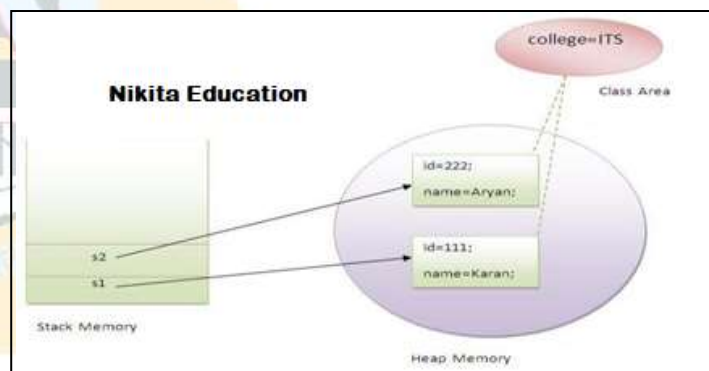 college=ITS
Nikita Education
Class Area
id=222;
name=Aryan;
s2
id=111;
s1
name=Karan;
Stack Memory
Heap Memory